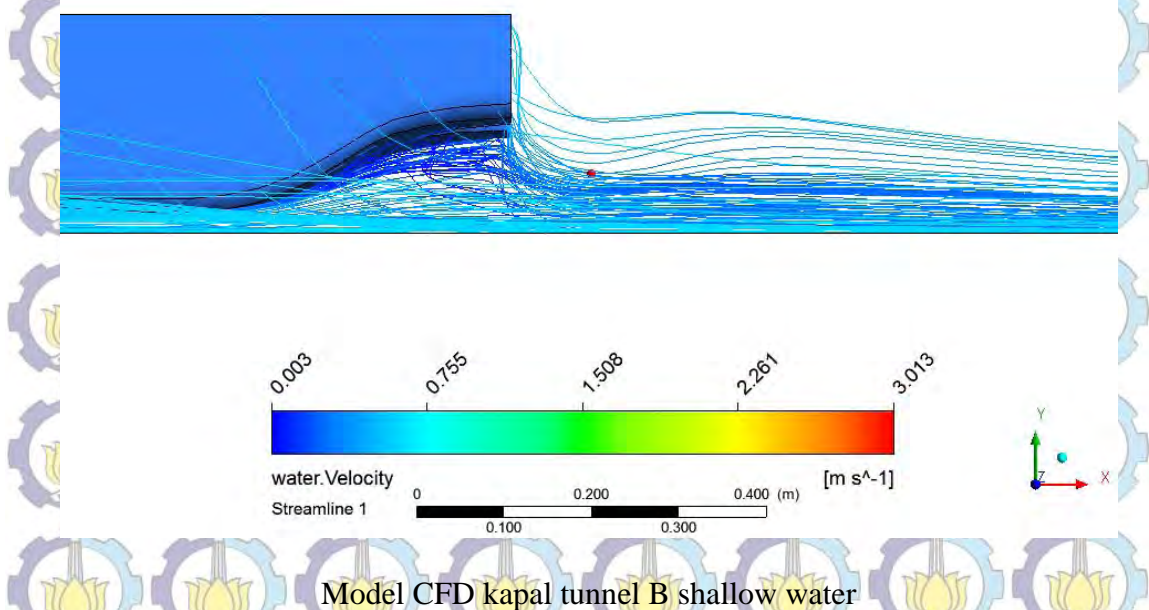 0.003
0.755
1.508
2.261
3.013
water.Velocity
[m s^-1]
Streamline 1
0
0.200
0.400 (m)
0.100
0.300
Y
Z
X
Model CFD kapal tunnel B shallow water